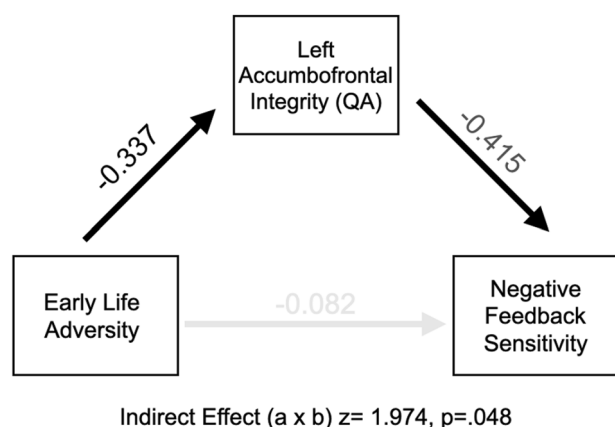 Left
Accumbofrontal
Integrity (QA)
-0.337
-0.415
Early Life
Adversity
-0.082
Negative
Feedback
Sensitivity
Indirect Effect (a x b) z= 1.974, p=.048